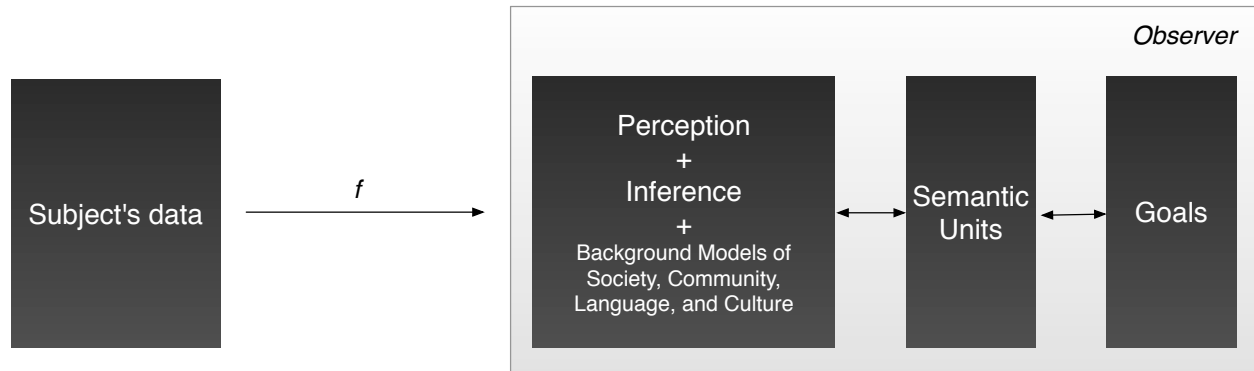 Observer
Subject's data
f
Perception
+
Inference
+
Background Models of
Society, Community,
Language, and Culture
Semantic
Units
Goals